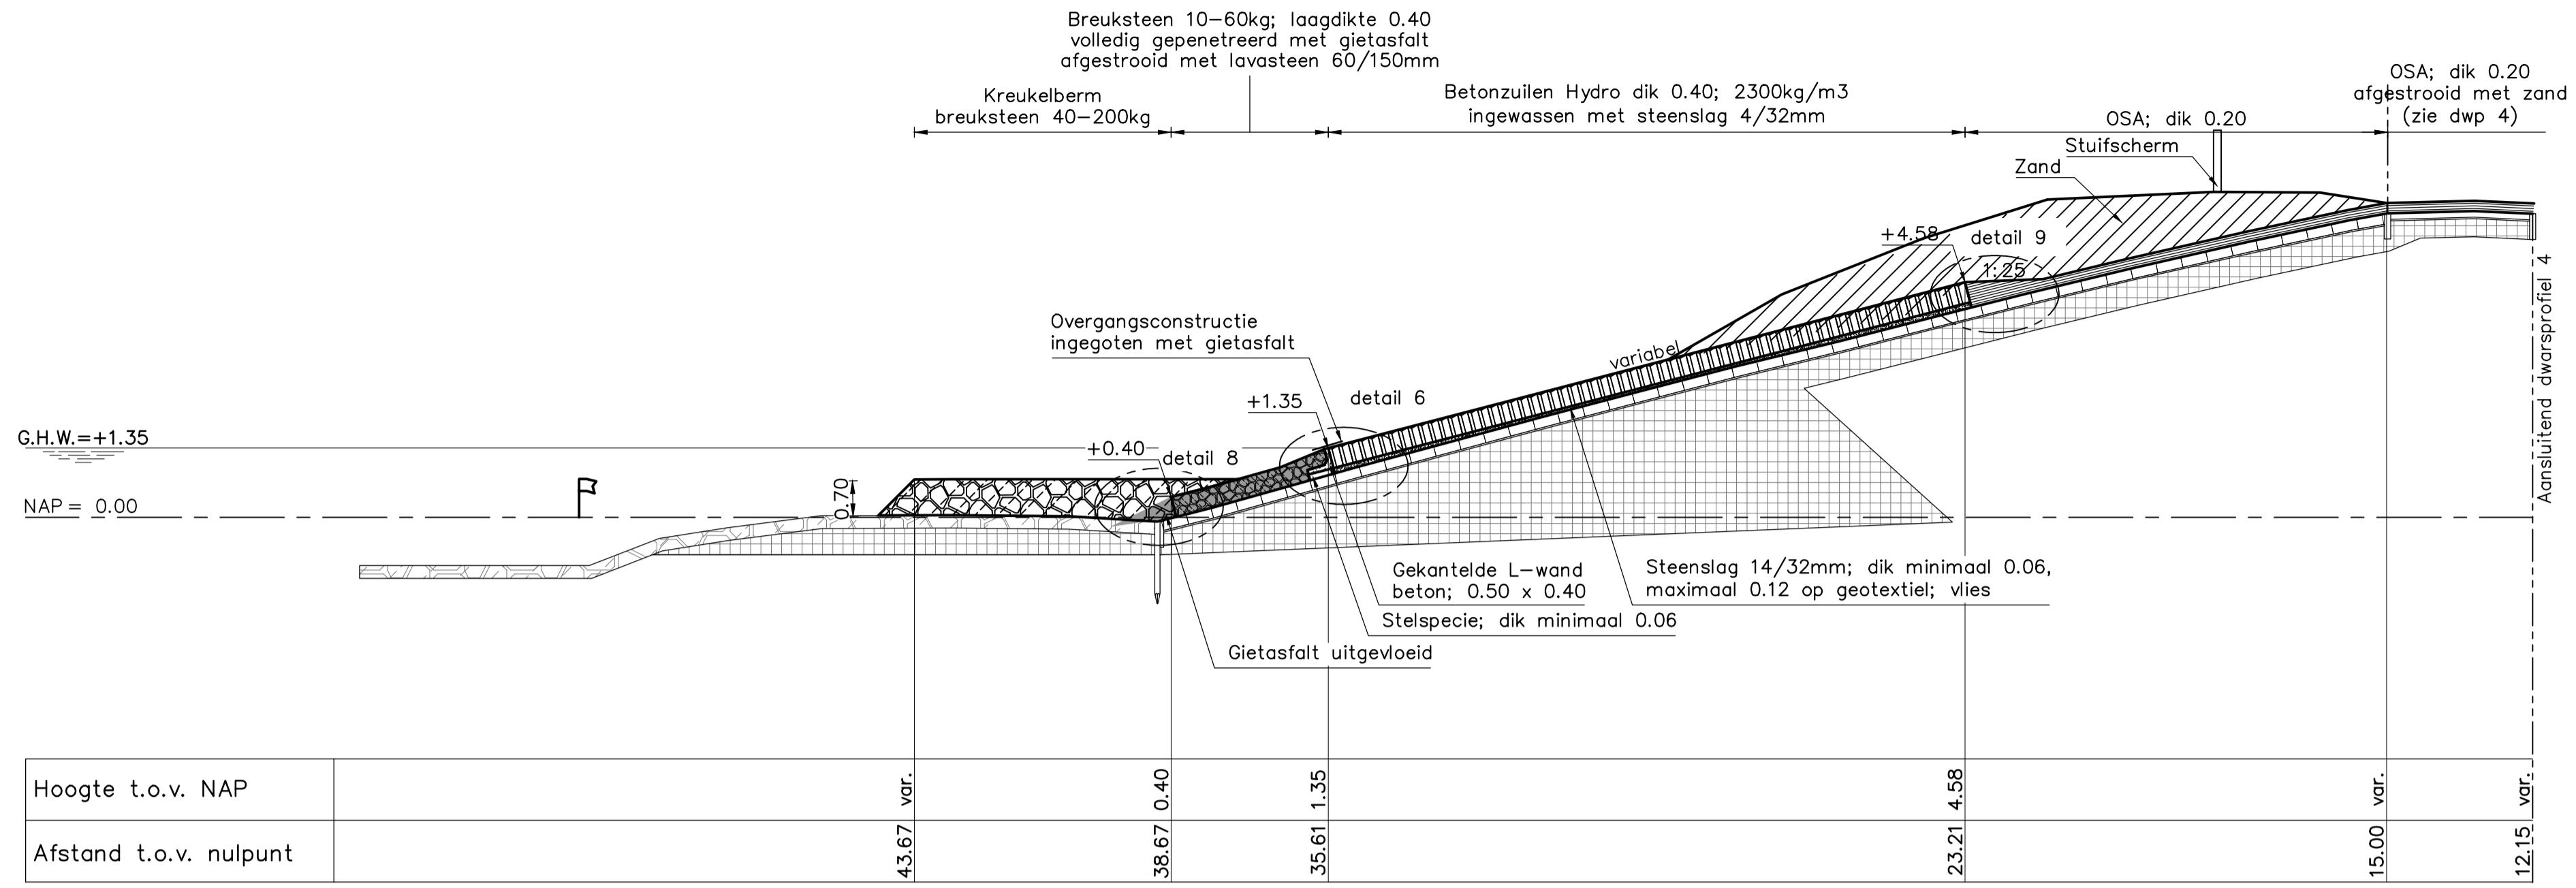 Breuksteen 10-60kg; laagdikte 0.40
volledig gepenetreerd met gietasfalt
afgestrooid met lavasteen 60/150mm
Kreukelberm
breuksteen 40-200kg
Betonzuilen Hydro dik 0.40; 2300kg/m3
ingewassen met steenslag 4/32mm
OSA; dik 0.20
OSA; dik 0.20
afgestrooid met zand
(zie dwp 4)
Stuifscherm
Zand
+4.58
detail 9
1:25
Overgangsconstructie
ingegoten met gietasfalt
variabel
+1.35
detail 6
G.H.W.=+1.35
+0.40
detail 8
0.70
NAP = 0.00
Aansluitend dwarsprofiel 4
Gekantelde L-wand
beton; 0.50 x 0.40
Steenslag 14/32mm; dik minimaal 0.06,
maximaal 0.12 op geotextiel; vlies
Stelspecie; dik minimaal 0.06
Gietasfalt uitgevloeid
Hoogte t.o.v. NAP var. 0.40 1.35 4.58 var. var.
Afstand t.o.v. nulpunt 43.67 38.67 35.61 23.21 15.00 12.15